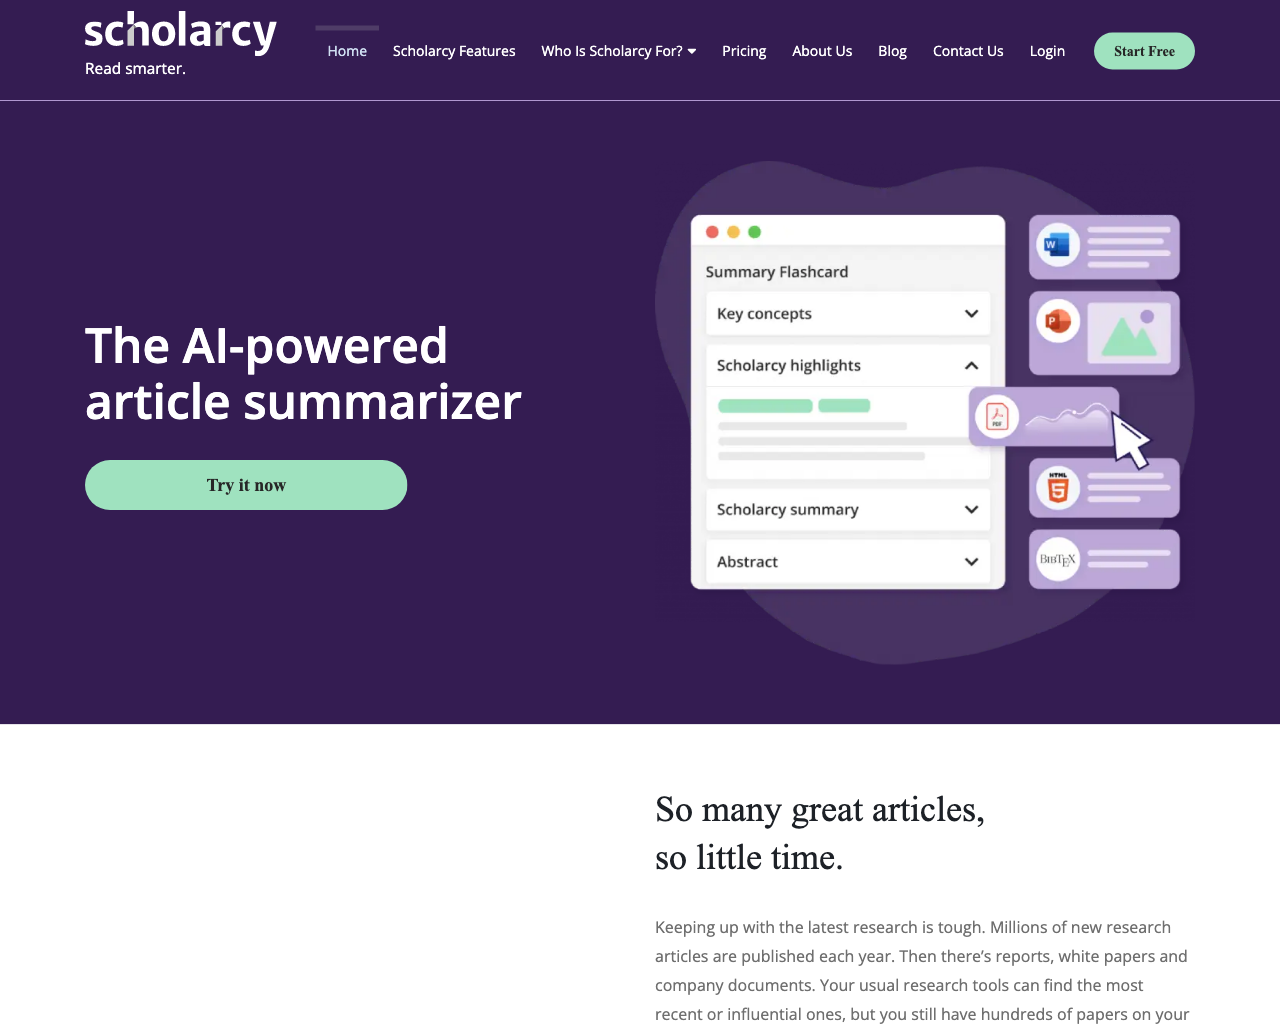 scholarcy
Read smarter.
Home
Scholarcy Features
Who Is Scholarcy For?
Pricing
About Us
Blog
Contact Us
Login
Start Free
The AI-powered
article summarizer
Try it now
Summary Flashcard
Key concepts
Scholarcy highlights
Scholarcy summary
Abstract
W
P
PDF
HTML
5
BIBTEX
So many great articles,
so little time.
Keeping up with the latest research is tough. Millions of new research
articles are published each year. Then there’s reports, white papers and
company documents. Your usual research tools can find the most
recent or influential ones, but you still have hundreds of papers on your